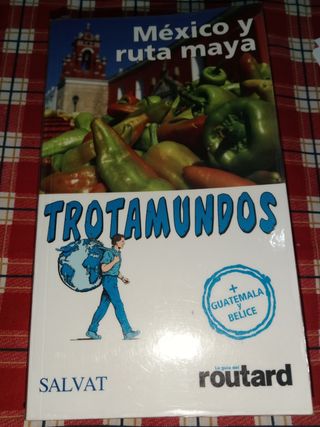 México y
ruta maya
TROTAMUNDOS
+
GUATEMALA
y
BELICE
SALVAT
La guía del
routard